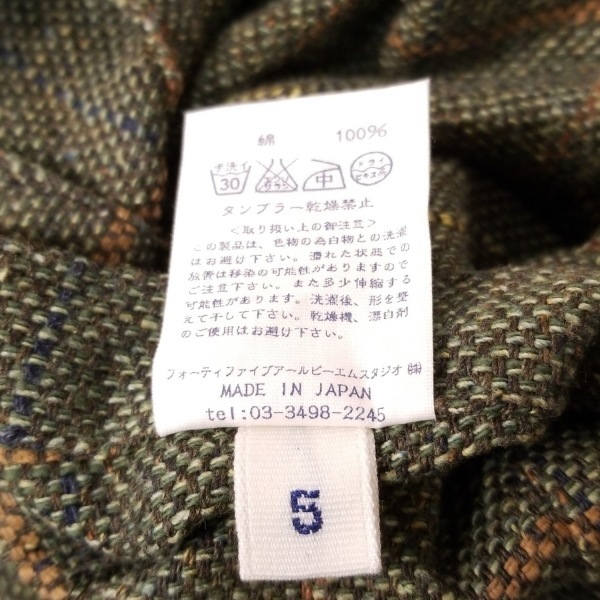 綿 100%
手洗イ 30 エンソサラシ 中 ドライ セキユ系
タンブラー乾燥禁止
<取り扱い上の御注意>
この製品は、色物の為白物との洗濯
はお避け下さい。濡れた状態での
放置は移染の可能性がありますので
ご注意下さい。また多少伸縮する
可能性があります。洗濯後、形を整
えて干して下さい。乾燥機、漂白剤
のご使用はお避け下さい。
フォーティファイブアールピーエムスタジオ㈱
MADE IN JAPAN
tel:03-3498-2245
5